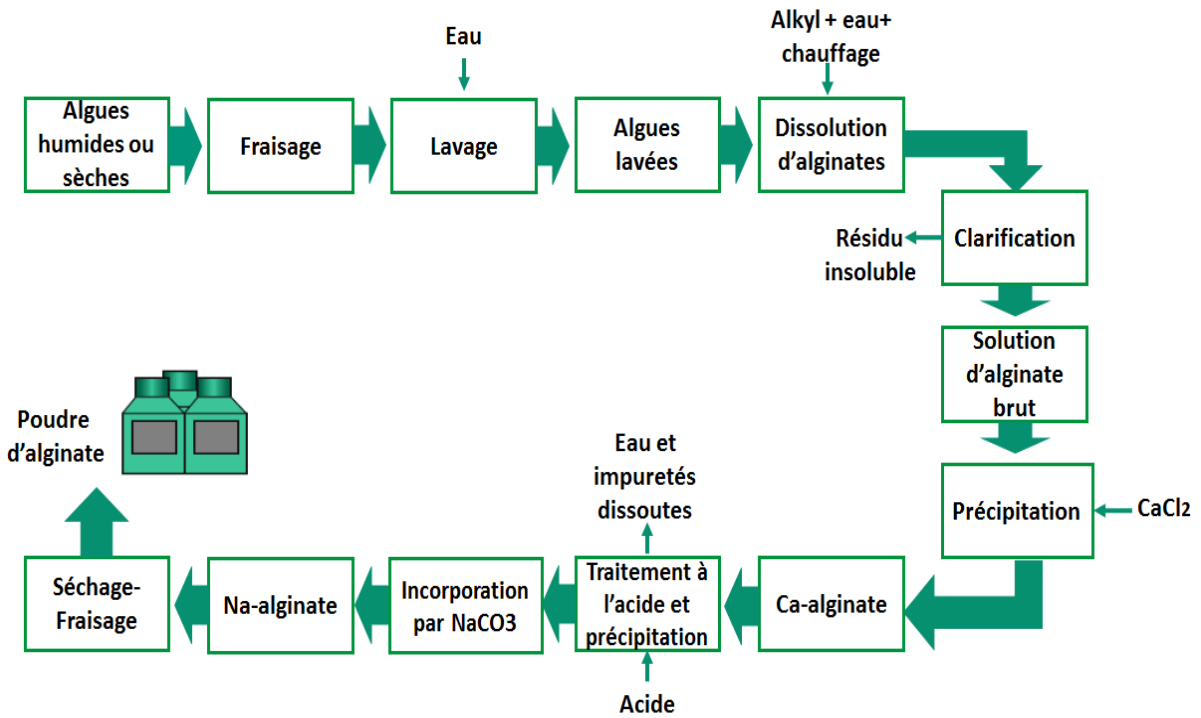 Eau
Alkyl + eau+
chauffage
Algues
humides ou
sèches
Fraisage
Lavage
Algues
lavées
Dissolution
d'alginates
Résidu
insoluble
Clarification
Solution
d'alginate
brut
Précipitation
CaCl2
Poudre
d'alginate
Eau et
impuretés
dissoutes
Séchage-
Fraisage
Na-alginate
Incorporation
par NaCO3
Traitement à
l'acide et
précipitation
Ca-alginate
Acide